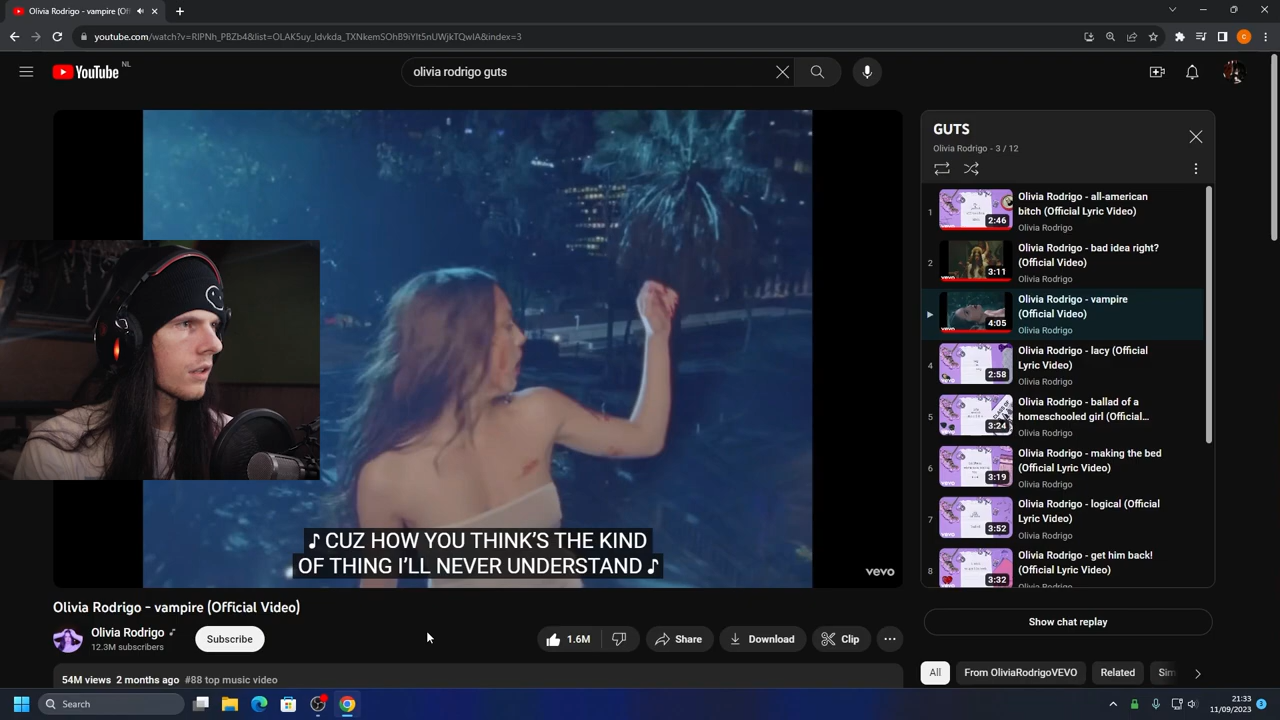 Olivia Rodrigo - vampire (Of
youtube.com/watch?v=RlPNh_PBZb4&list=OLAK5uy_ldvkda_TXNkemSOhB9iYIt5nUWjkTQwIA&index=3
YouTube NL
olivia rodrigo guts
♪ CUZ HOW YOU THINK'S THE KIND
OF THING I'LL NEVER UNDERSTAND ♪
vevo
Olivia Rodrigo - vampire (Official Video)
Olivia Rodrigo
12.3M subscribers
Subscribe
1.6M
Share
Download
Clip
54M views 2 months ago #88 top music video
GUTS
Olivia Rodrigo - 3 / 12
1
2:46
Olivia Rodrigo - all-american
bitch (Official Lyric Video)
Olivia Rodrigo
2
3:11
Olivia Rodrigo - bad idea right?
(Official Video)
Olivia Rodrigo
4:05
Olivia Rodrigo - vampire
(Official Video)
Olivia Rodrigo
4
2:58
Olivia Rodrigo - lacy (Official
Lyric Video)
Olivia Rodrigo
5
3:24
Olivia Rodrigo - ballad of a
homeschooled girl (Official...
Olivia Rodrigo
6
3:19
Olivia Rodrigo - making the bed
(Official Lyric Video)
Olivia Rodrigo
7
3:52
Olivia Rodrigo - logical (Official
Lyric Video)
Olivia Rodrigo
8
3:32
Olivia Rodrigo - get him back!
(Official Video)
Olivia Rodrigo
Show chat replay
All
From OliviaRodrigoVEVO
Related
Sim
Search
21:33
11/09/2023
3